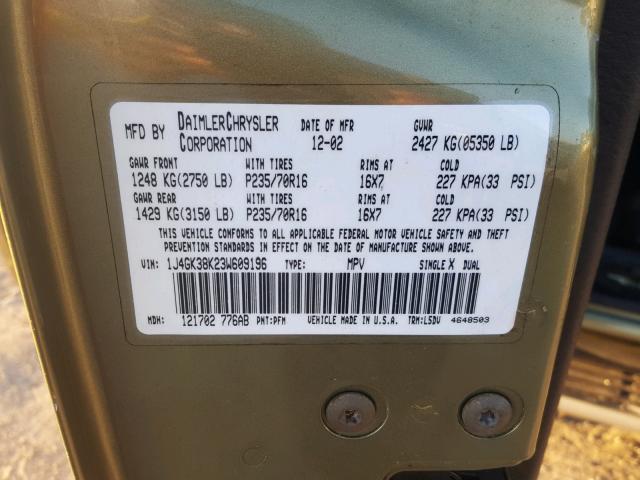 MFD BY DAIMLERCHRYSLER CORPORATION DATE OF MFR 12-02 GVWR 2427 KG(05350 LB)
GAWR FRONT WITH TIRES RIMS AT COLD
1248 KG(2750 LB) P235/70R16 16X7 227 KPA(33 PSI)
GAWR REAR WITH TIRES RIMS AT COLD
1429 KG(3150 LB) P235/70R16 16X7 227 KPA(33 PSI)
THIS VEHICLE CONFORMS TO ALL APPLICABLE FEDERAL MOTOR VEHICLE SAFETY AND THEFT
PREVENTION STANDARDS IN EFFECT ON THE DATE OF MANUFACTURE SHOWN ABOVE.
VIN: 1J4GK38K23W609196 TYPE: MPV SINGLE X DUAL
MDH: 121702 776AB PNT:PFM VEHICLE MADE IN U.S.A. TRM:LSDV 4648503